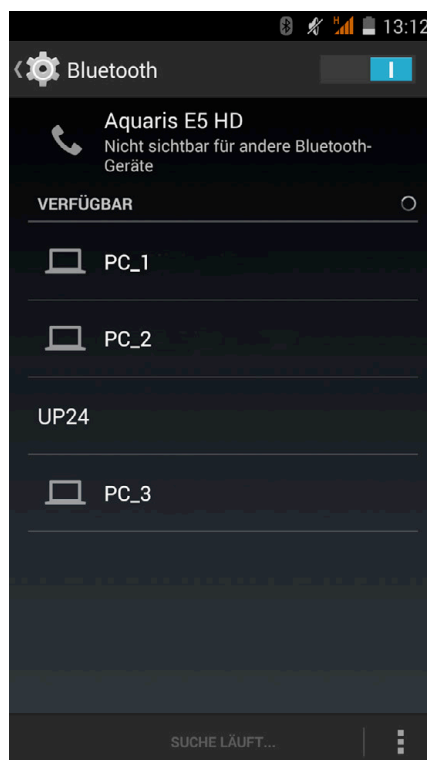 H 13:12
Bluetooth
Aquaris E5 HD
Nicht sichtbar für andere Bluetooth-
Geräte
VERFÜGBAR
PC_1
PC_2
UP24
PC_3
SUCHE LÄUFT...